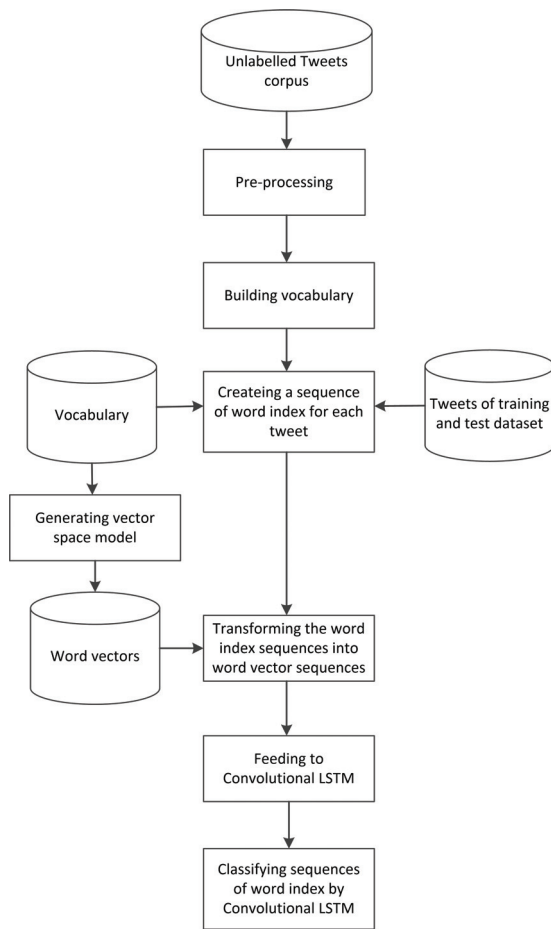 Unlabelled Tweets
corpus
Pre-processing
Building vocabulary
Vocabulary
Createing a sequence
of word index for each
tweet
Tweets of training
and test dataset
Generating vector
space model
Word vectors
Transforming the word
index sequences into
word vector sequences
Feeding to
Convolutional LSTM
Classifying sequences
of word index by
Convolutional LSTM